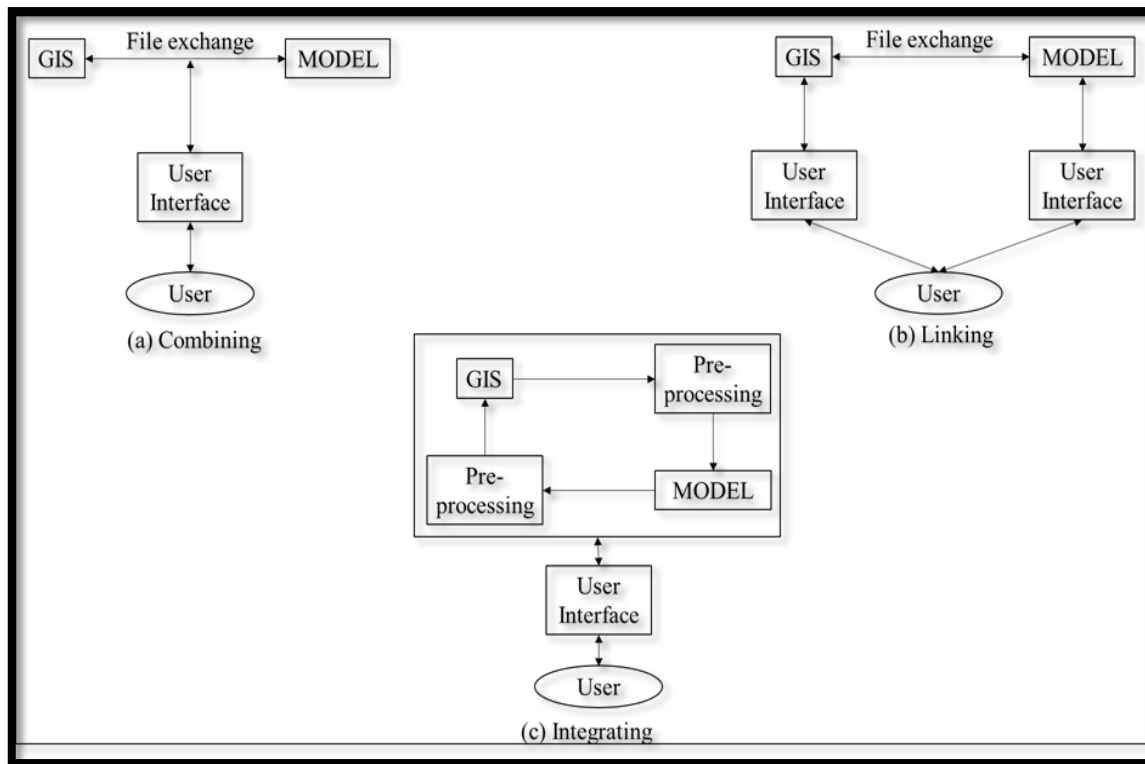 File exchange
GIS
MODEL
User
Interface
User
(a) Combining
File exchange
GIS
MODEL
User
Interface
User
Interface
User
(b) Linking
GIS
Pre-
processing
Pre-
processing
MODEL
User
Interface
User
(c) Integrating